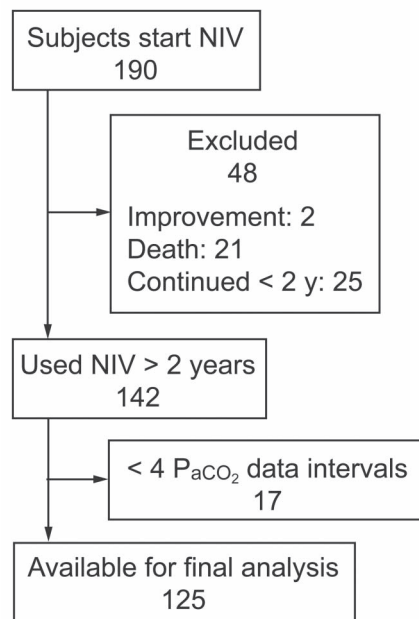 Subjects start NIV
190
Excluded
48
Improvement: 2
Death: 21
Continued < 2 y: 25
Used NIV > 2 years
142
< 4 PaCO2 data intervals
17
Available for final analysis
125